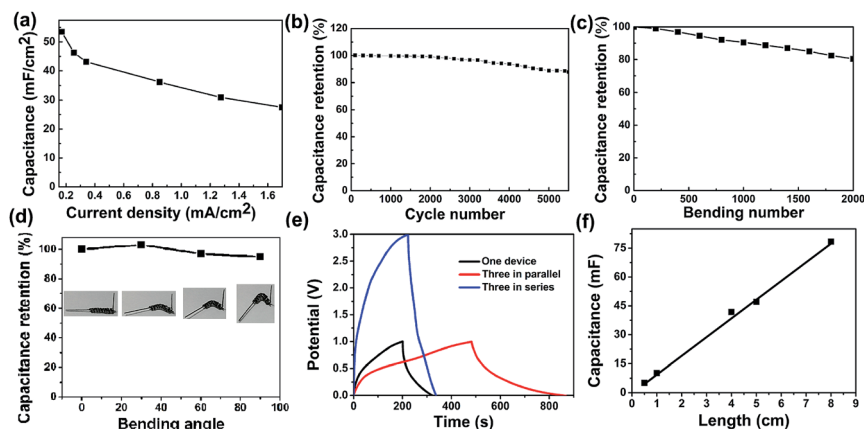 (a)
Capacitance (mF/cm2)
50
40
30
20
10
0
0.2 0.4 0.6 0.8 1.0 1.2 1.4 1.6
Current density (mA/cm2)
(b)
Capacitance retention (%)
120
100
80
60
40
20
0
0 1000 2000 3000 4000 5000
Cycle number
(c)
Capacitance retention (%)
100
80
60
40
20
0
0 500 1000 1500 2000
Bending number
(d)
Capacitance retention (%)
100
75
50
25
0
0 20 40 60 80 100
Bending angle
(e)
Potential (V)
3.0
2.5
2.0
1.5
1.0
0.5
0.0
One device
Three in parallel
Three in series
0 200 400 600 800
Time (s)
(f)
Capacitance (mF)
75
60
45
30
15
0 1 2 3 4 5 6 7 8 9
Length (cm)